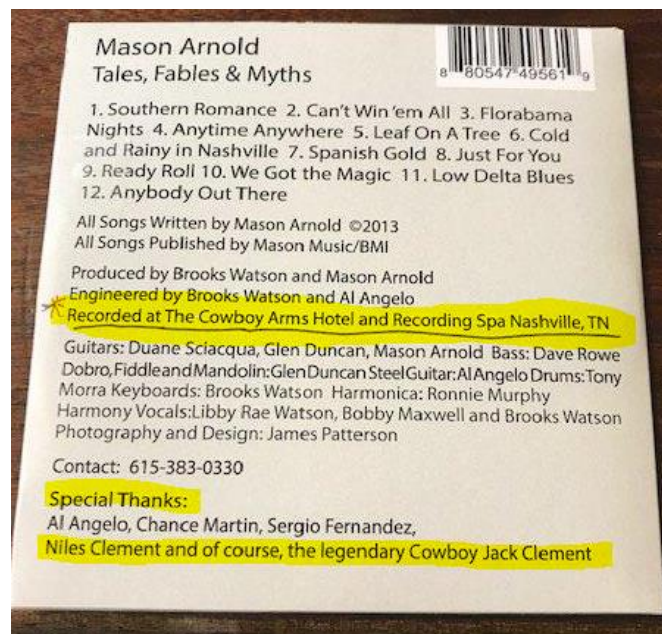 Mason Arnold
Tales, Fables & Myths
8 80547 49561 9
1. Southern Romance 2. Can't Win 'em All 3. Florabama
Nights 4. Anytime Anywhere 5. Leaf On A Tree 6. Cold
and Rainy in Nashville 7. Spanish Gold 8. Just For You
9. Ready Roll 10. We Got the Magic 11. Low Delta Blues
12. Anybody Out There
All Songs Written by Mason Arnold ©2013
All Songs Published by Mason Music/BMI
Produced by Brooks Watson and Mason Arnold
Engineered by Brooks Watson and Al Angelo
Recorded at The Cowboy Arms Hotel and Recording Spa Nashville, TN
Guitars: Duane Sciacqua, Glen Duncan, Mason Arnold Bass: Dave Rowe
Dobro,FiddleandMandolin:GlenDuncan SteelGuitar:AlAngelo Drums:Tony
Morra Keyboards: Brooks Watson Harmonica: Ronnie Murphy
Harmony Vocals:Libby Rae Watson, Bobby Maxwell and Brooks Watson
Photography and Design: James Patterson
Contact: 615-383-0330
Special Thanks:
Al Angelo, Chance Martin, Sergio Fernandez,
Niles Clement and of course, the legendary Cowboy Jack Clement